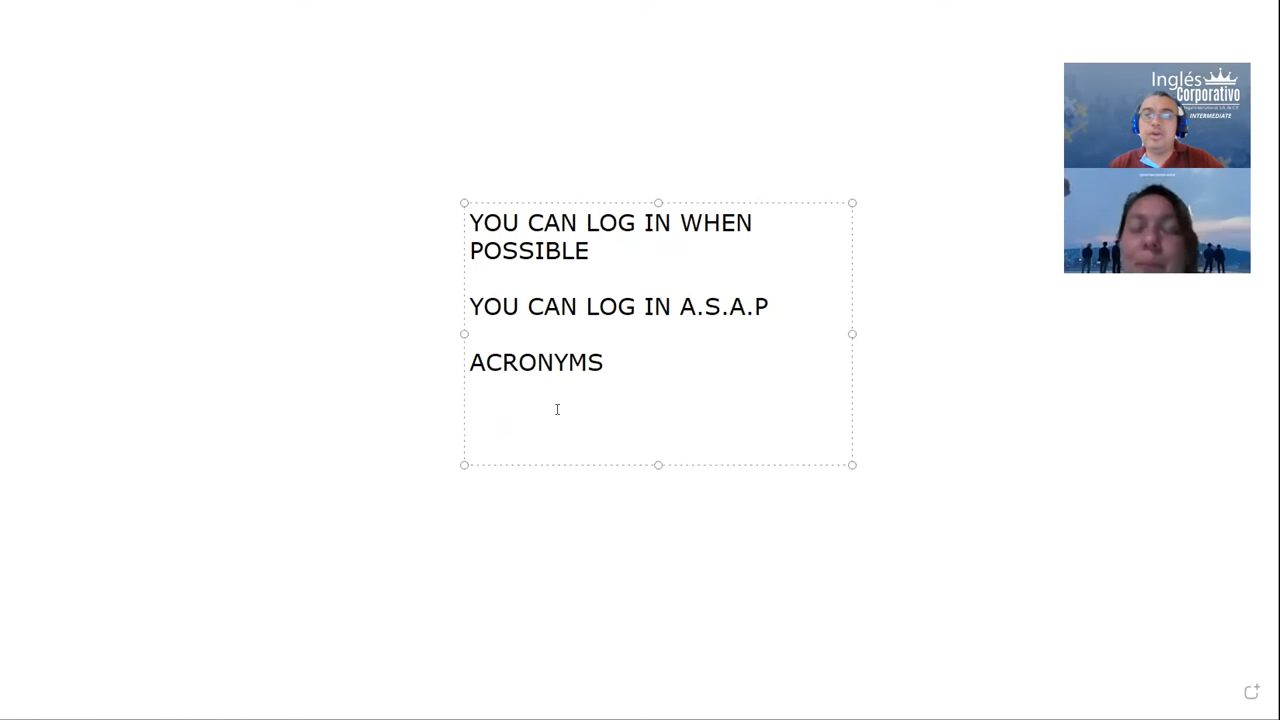 Inglés
Corporativo
INTERMEDIATE
YOU CAN LOG IN WHEN
POSSIBLE
YOU CAN LOG IN A.S.A.P
ACRONYMS